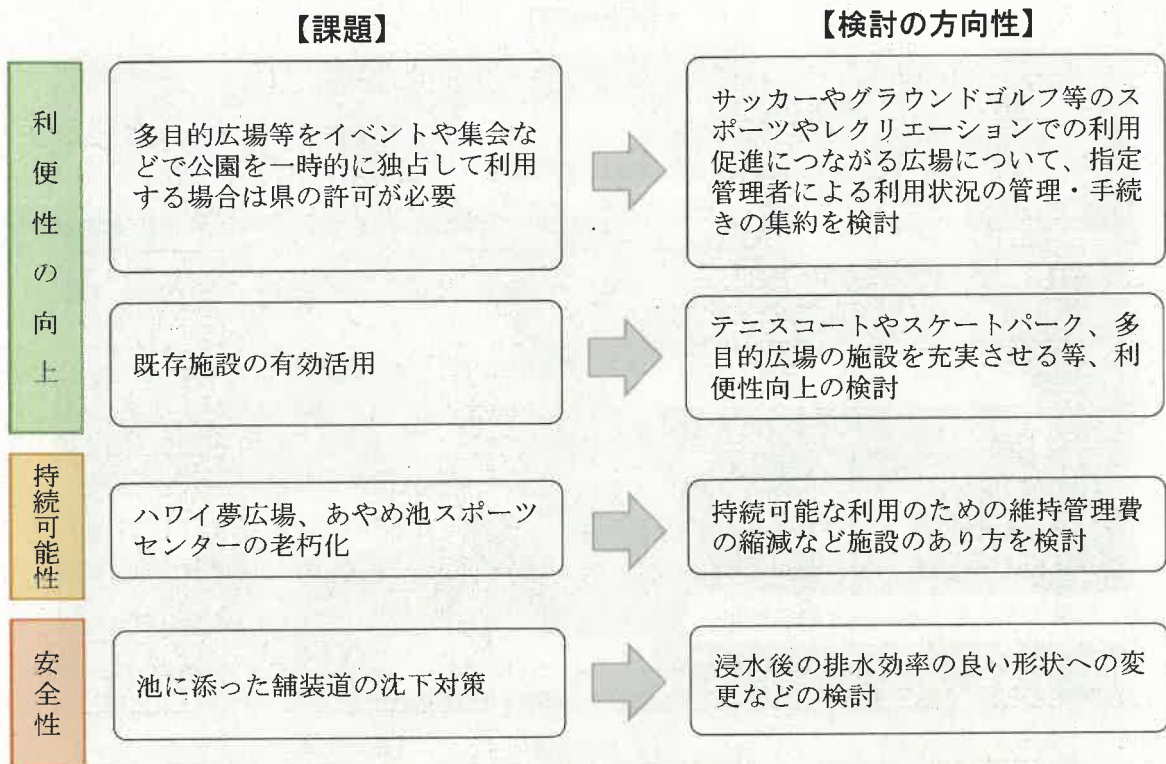 【課題】
【検討の方向性】
利便性の向上
多目的広場等をイベントや集会な
どで公園を一時的に独占して利用
する場合は県の許可が必要
サッカーやグラウンドゴルフ等のス
ポーツやレクリエーションでの利用
促進につながる広場について、指定
管理者による利用状況の管理・手続
きの集約を検討
既存施設の有効活用
テニスコートやスケートパーク、多
目的広場の施設を充実させる等、利
便性向上の検討
持続可能性
ハワイ夢広場、あやめ池スポーツ
センターの老朽化
持続可能な利用のための維持管理費
の縮減など施設のあり方を検討
安全性
池に添った舗装道の沈下対策
浸水後の排水効率の良い形状への変
更などの検討